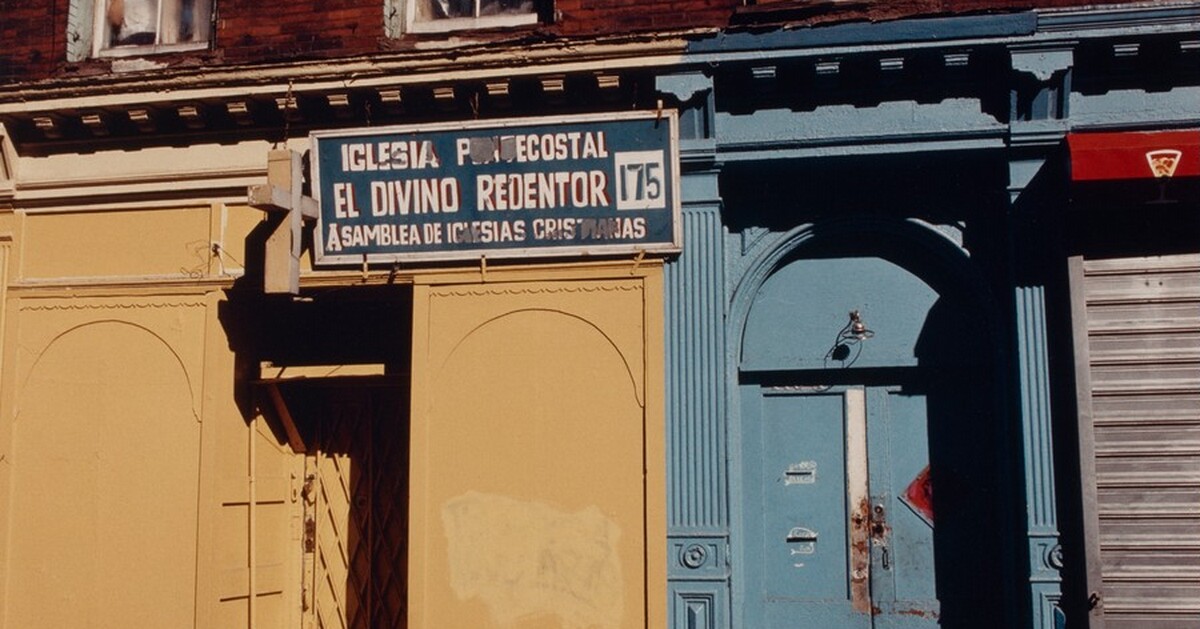 IGLESIA PENTECOSTAL
EL DIVINO REDENTOR 175
ASAMBLEA DE IGLESIAS CRISTIANAS